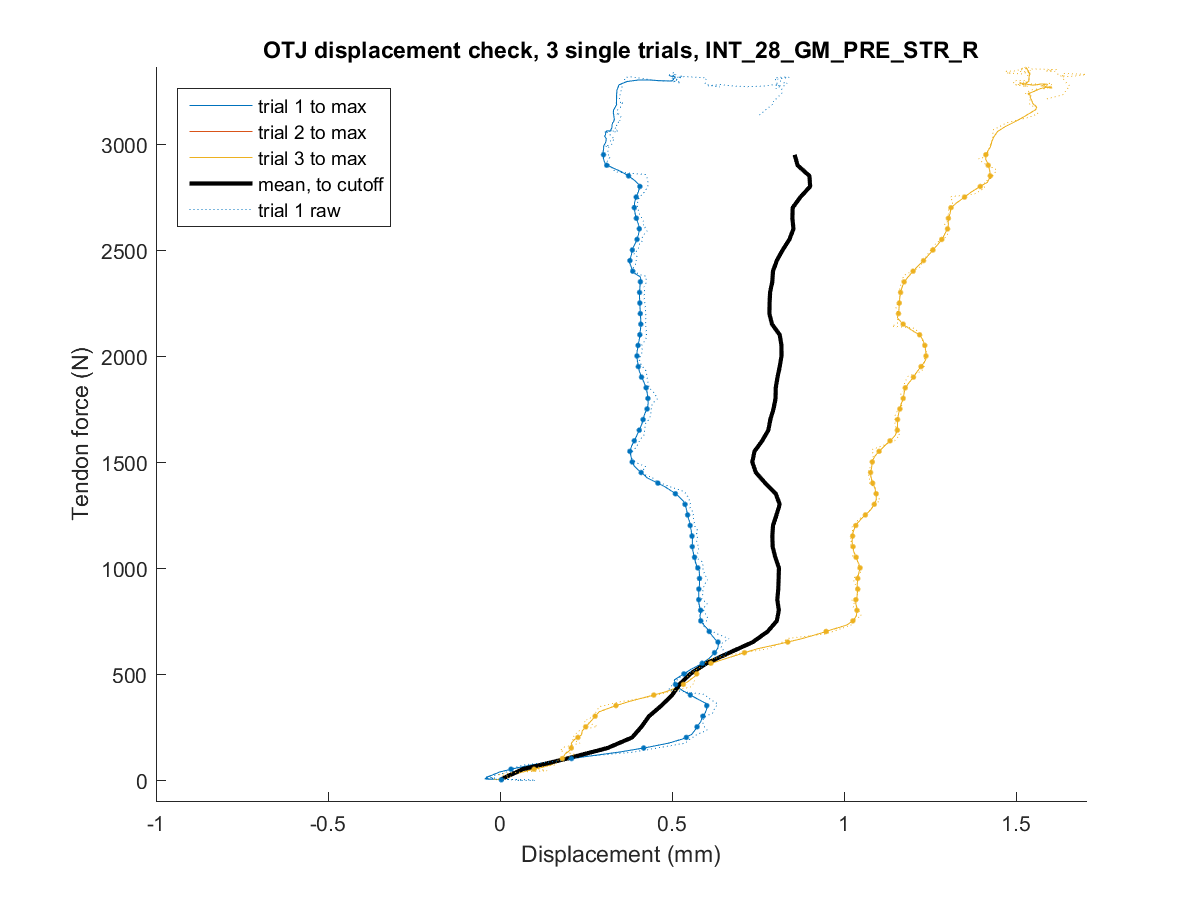 OTJ displacement check, 3 single trials, INT_28_GM_PRE_STR_R
trial 1 to max
trial 2 to max
trial 3 to max
mean, to cutoff
trial 1 raw
Tendon force (N)
3000
2500
2000
1500
1000
500
0
-1
-0.5
0
0.5
1
1.5
Displacement (mm)